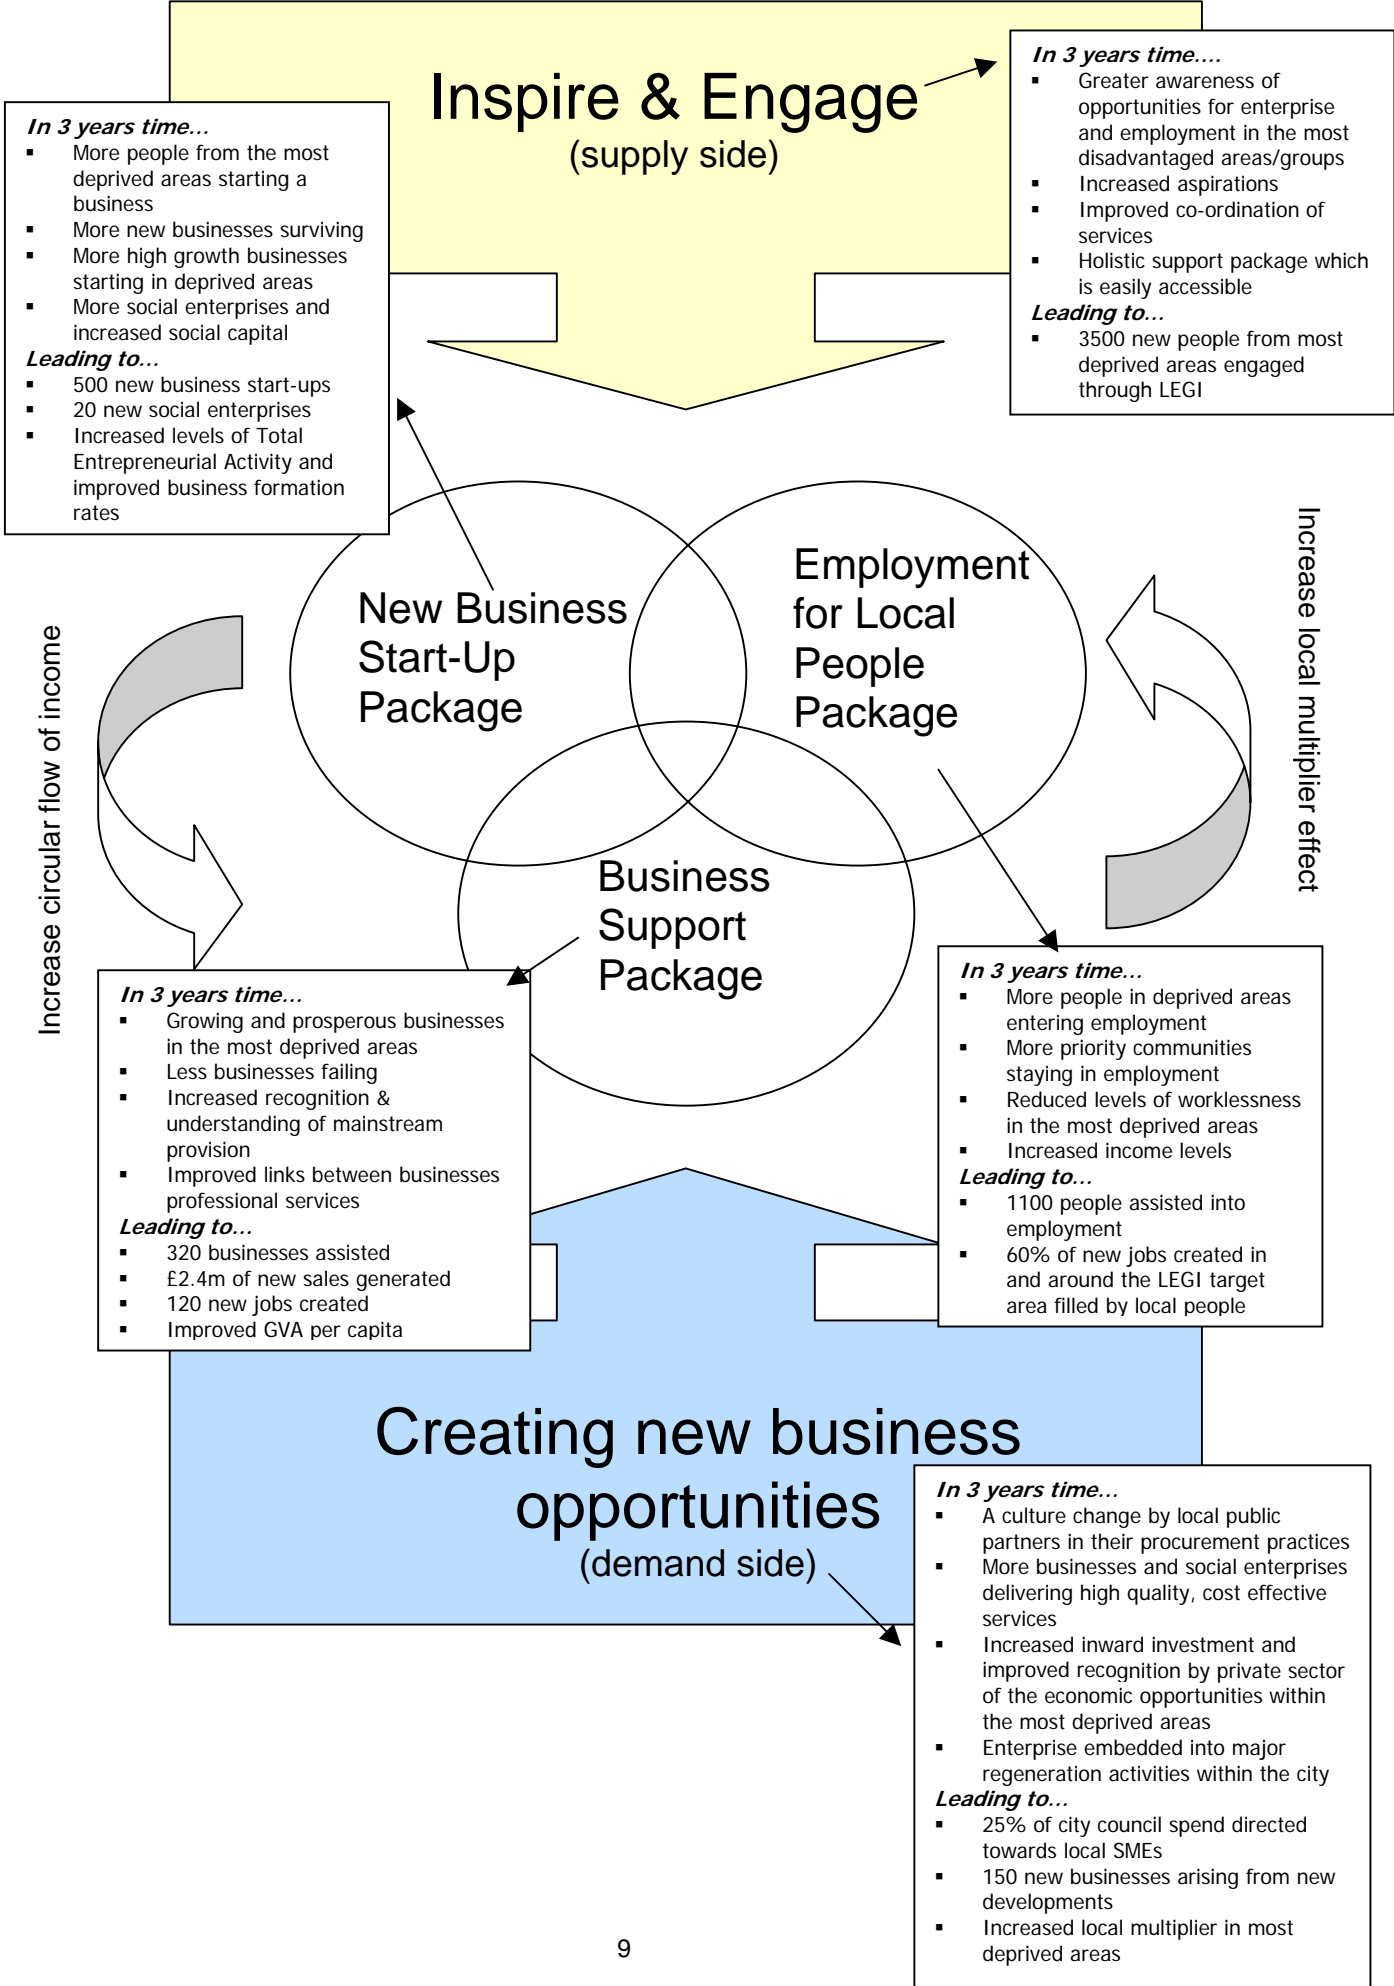 Inspire & Engage
(supply side)
In 3 years time....
▪ Greater awareness of
opportunities for enterprise
and employment in the most
disadvantaged areas/groups
▪ Increased aspirations
▪ Improved co-ordination of
services
▪ Holistic support package which
is easily accessible
Leading to...
▪ 3500 new people from most
deprived areas engaged
through LEGI
In 3 years time...
▪ More people from the most
deprived areas starting a
business
▪ More new businesses surviving
▪ More high growth businesses
starting in deprived areas
▪ More social enterprises and
increased social capital
Leading to...
▪ 500 new business start-ups
▪ 20 new social enterprises
▪ Increased levels of Total
Entrepreneurial Activity and
improved business formation
rates
New Business
Start-Up
Package
Employment
for Local
People
Package
Business
Support
Package
Increase circular flow of income
Increase local multiplier effect
In 3 years time...
▪ Growing and prosperous businesses
in the most deprived areas
▪ Less businesses failing
▪ Increased recognition &
understanding of mainstream
provision
▪ Improved links between businesses
professional services
Leading to...
▪ 320 businesses assisted
▪ £2.4m of new sales generated
▪ 120 new jobs created
▪ Improved GVA per capita
In 3 years time...
▪ More people in deprived areas
entering employment
▪ More priority communities
staying in employment
▪ Reduced levels of worklessness
in the most deprived areas
▪ Increased income levels
Leading to...
▪ 1100 people assisted into
employment
▪ 60% of new jobs created in
and around the LEGI target
area filled by local people
Creating new business
opportunities
(demand side)
In 3 years time...
▪ A culture change by local public
partners in their procurement practices
▪ More businesses and social enterprises
delivering high quality, cost effective
services
▪ Increased inward investment and
improved recognition by private sector
of the economic opportunities within
the most deprived areas
▪ Enterprise embedded into major
regeneration activities within the city
Leading to...
▪ 25% of city council spend directed
towards local SMEs
▪ 150 new businesses arising from new
developments
▪ Increased local multiplier in most
deprived areas
9